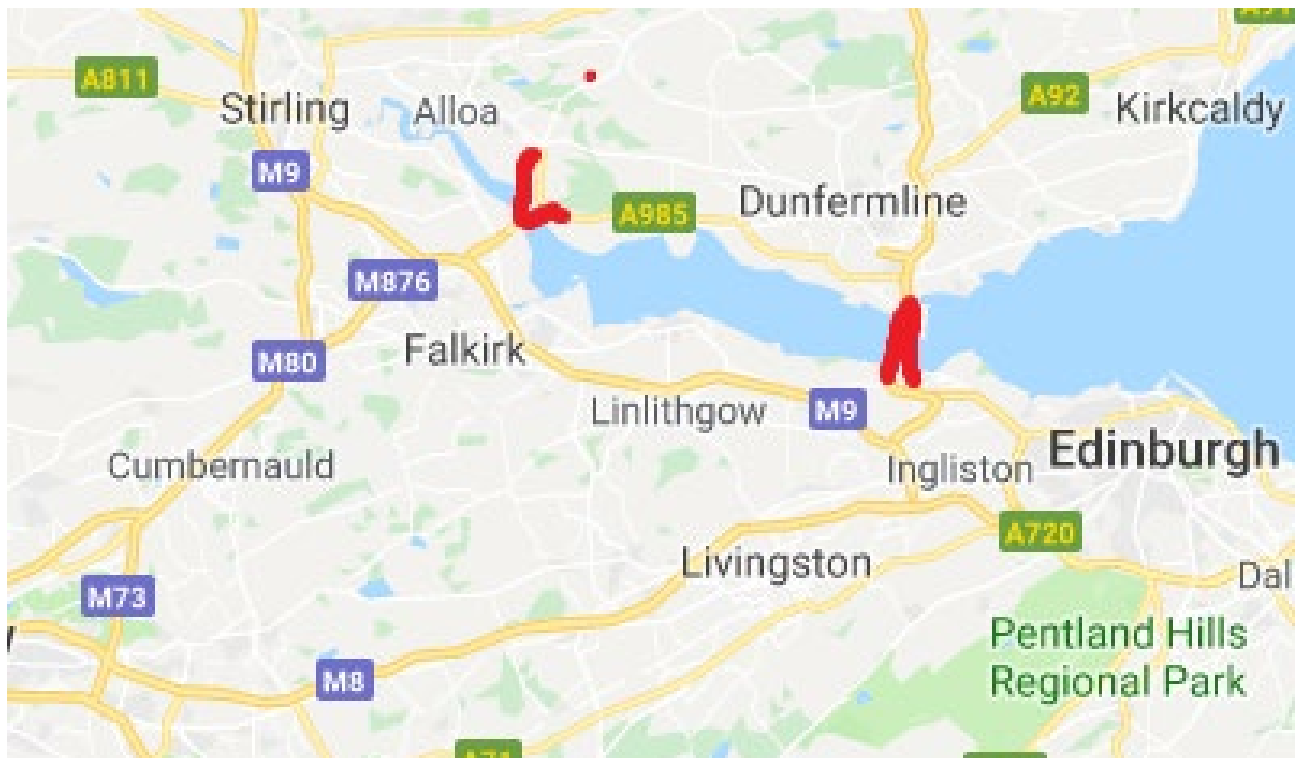 A811
Stirling
Alloa
A92
Kirkcaldy
M9
A985
Dunfermline
M876
Falkirk
M80
Linlithgow
M9
Edinburgh
Cumbernauld
Ingliston
A720
Livingston
Dal
M73
Pentland Hills
Regional Park
M8